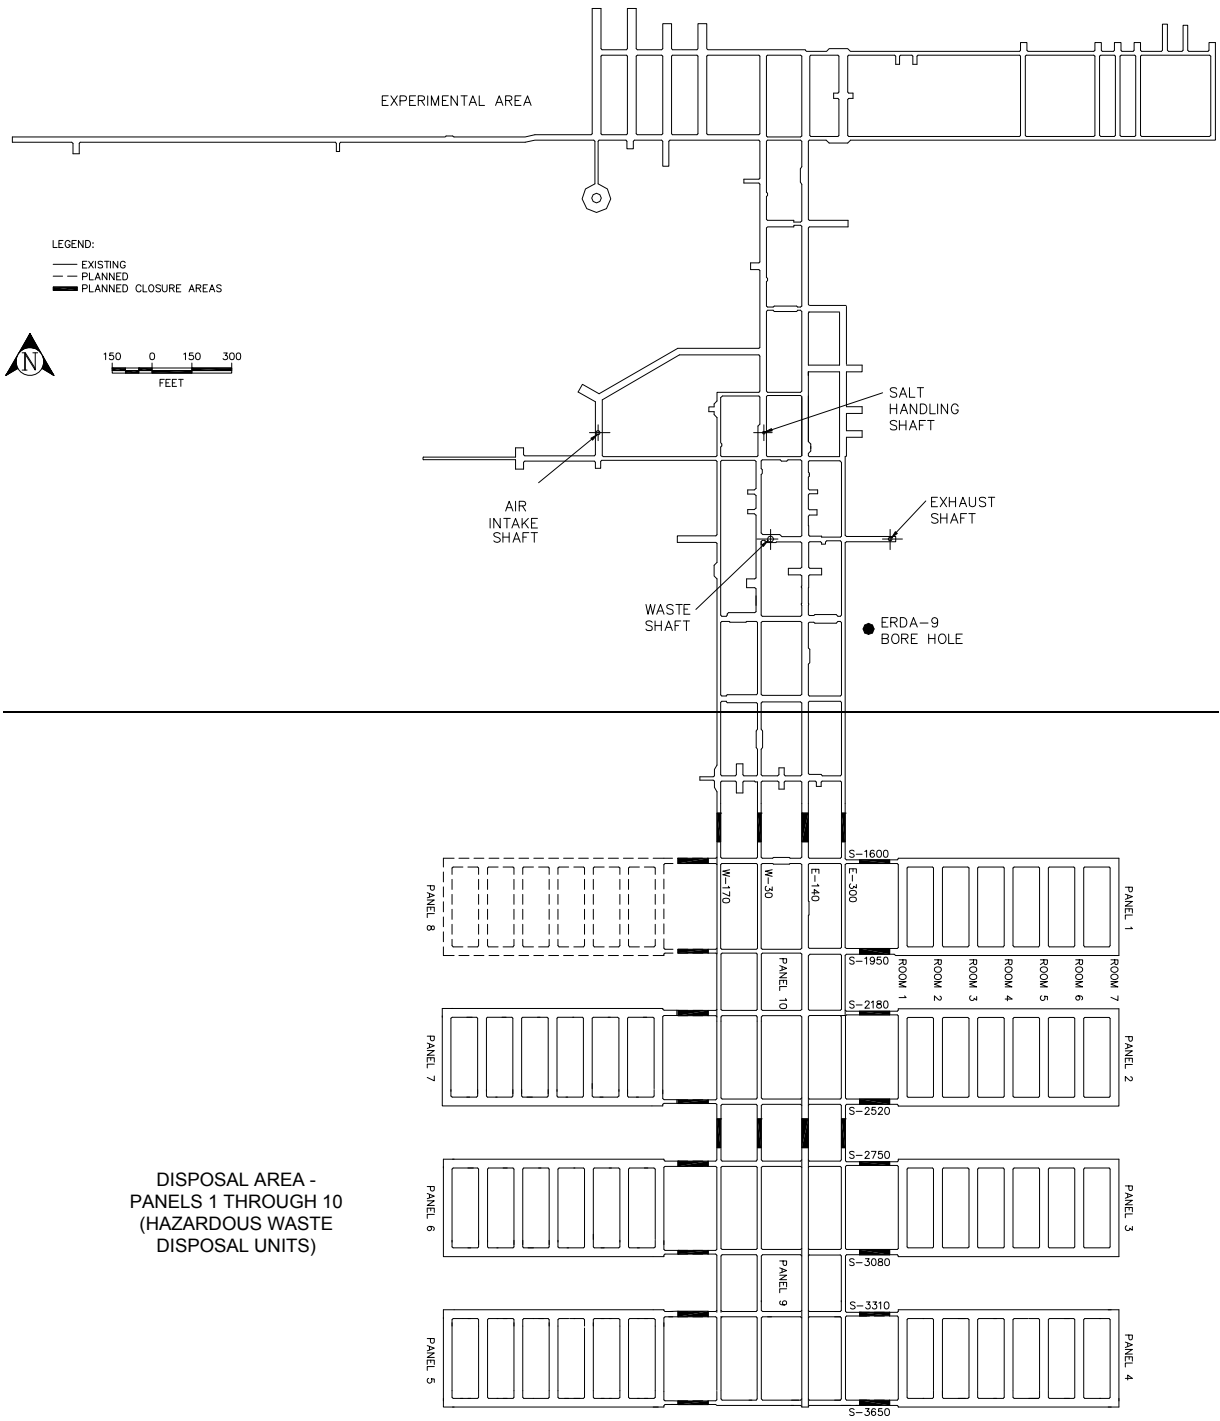 EXPERIMENTAL AREA
LEGEND:
EXISTING
PLANNED
PLANNED CLOSURE AREAS
N
150 0 150 300
FEET
SALT
HANDLING
SHAFT
AIR
INTAKE
SHAFT
EXHAUST
SHAFT
WASTE
SHAFT
ERDA-9
BORE HOLE
S-1600
PANEL 8
W-170
W-30
E-140
E-300
PANEL 1
S-1950
PANEL 10
ROOM 1
ROOM 2
ROOM 3
ROOM 4
ROOM 5
ROOM 6
ROOM 7
S-2180
PANEL 7
PANEL 2
S-2520
S-2750
DISPOSAL AREA -
PANELS 1 THROUGH 10
(HAZARDOUS WASTE
DISPOSAL UNITS)
PANEL 6
PANEL 3
S-3080
PANEL 9
S-3310
PANEL 5
PANEL 4
S-3650